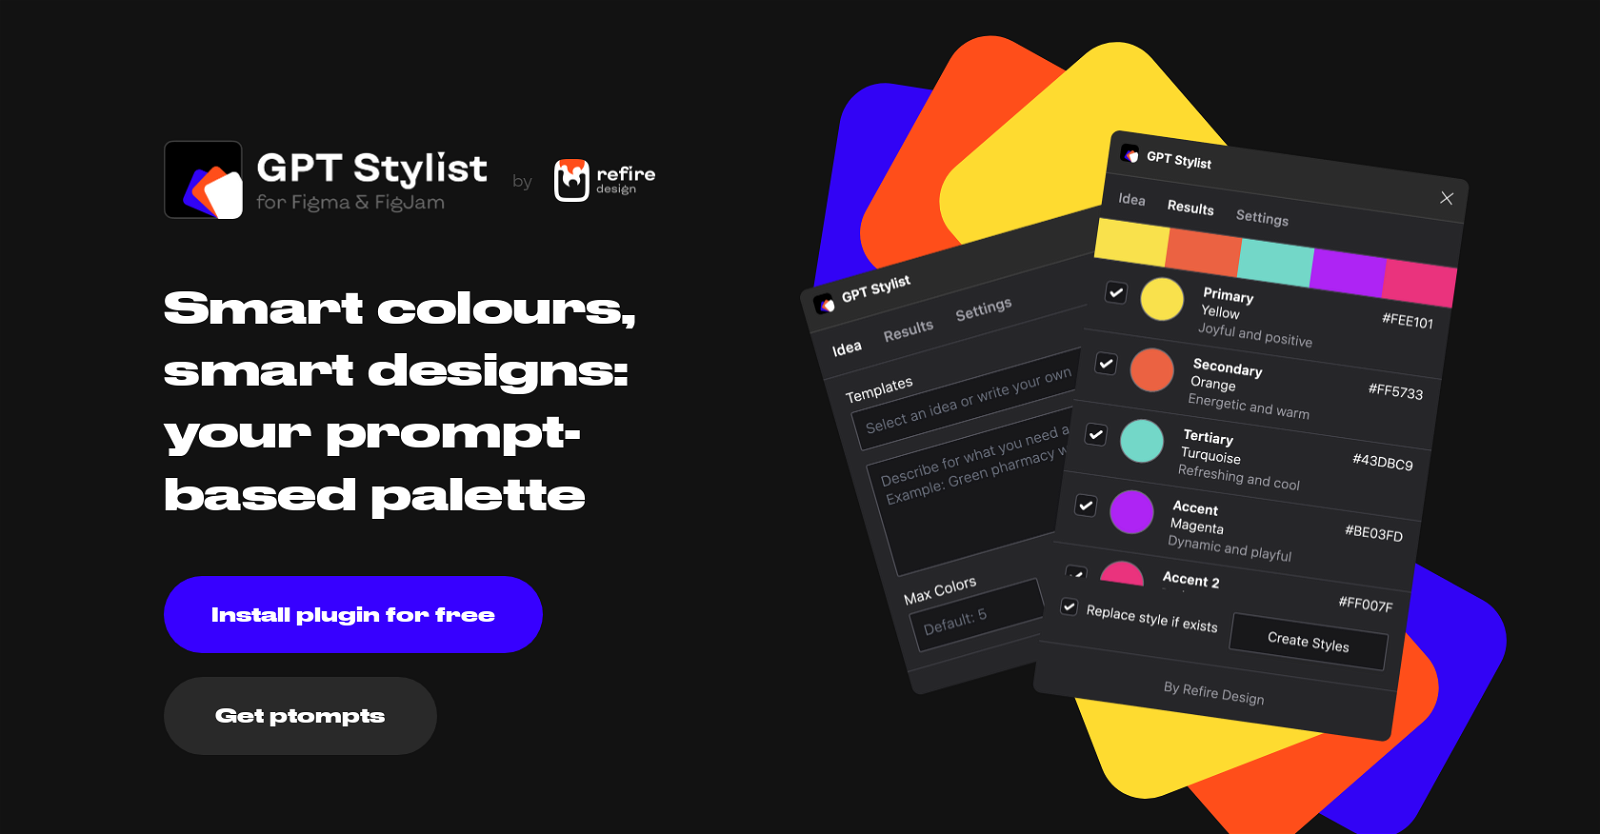 GPT Stylist
for Figma & FigJam
by
refire
design
Smart colours,
smart designs:
your prompt-
based palette
Install plugin for free
Get ptompts
GPT Stylist
Idea Results Settings
Templates
Select an idea or write your own
Describe for what you need a
Example: Green pharmacy w
Max Colors
Default: 5
GPT Stylist
Idea Results Settings
Primary
Yellow
Joyful and positive
#FEE101
Secondary
Orange
Energetic and warm
#FF5733
Tertiary
Turquoise
Refreshing and cool
#43DBC9
Accent
Magenta
Dynamic and playful
#BE03FD
Accent 2
#FF007F
Replace style if exists
Create Styles
By Refire Design